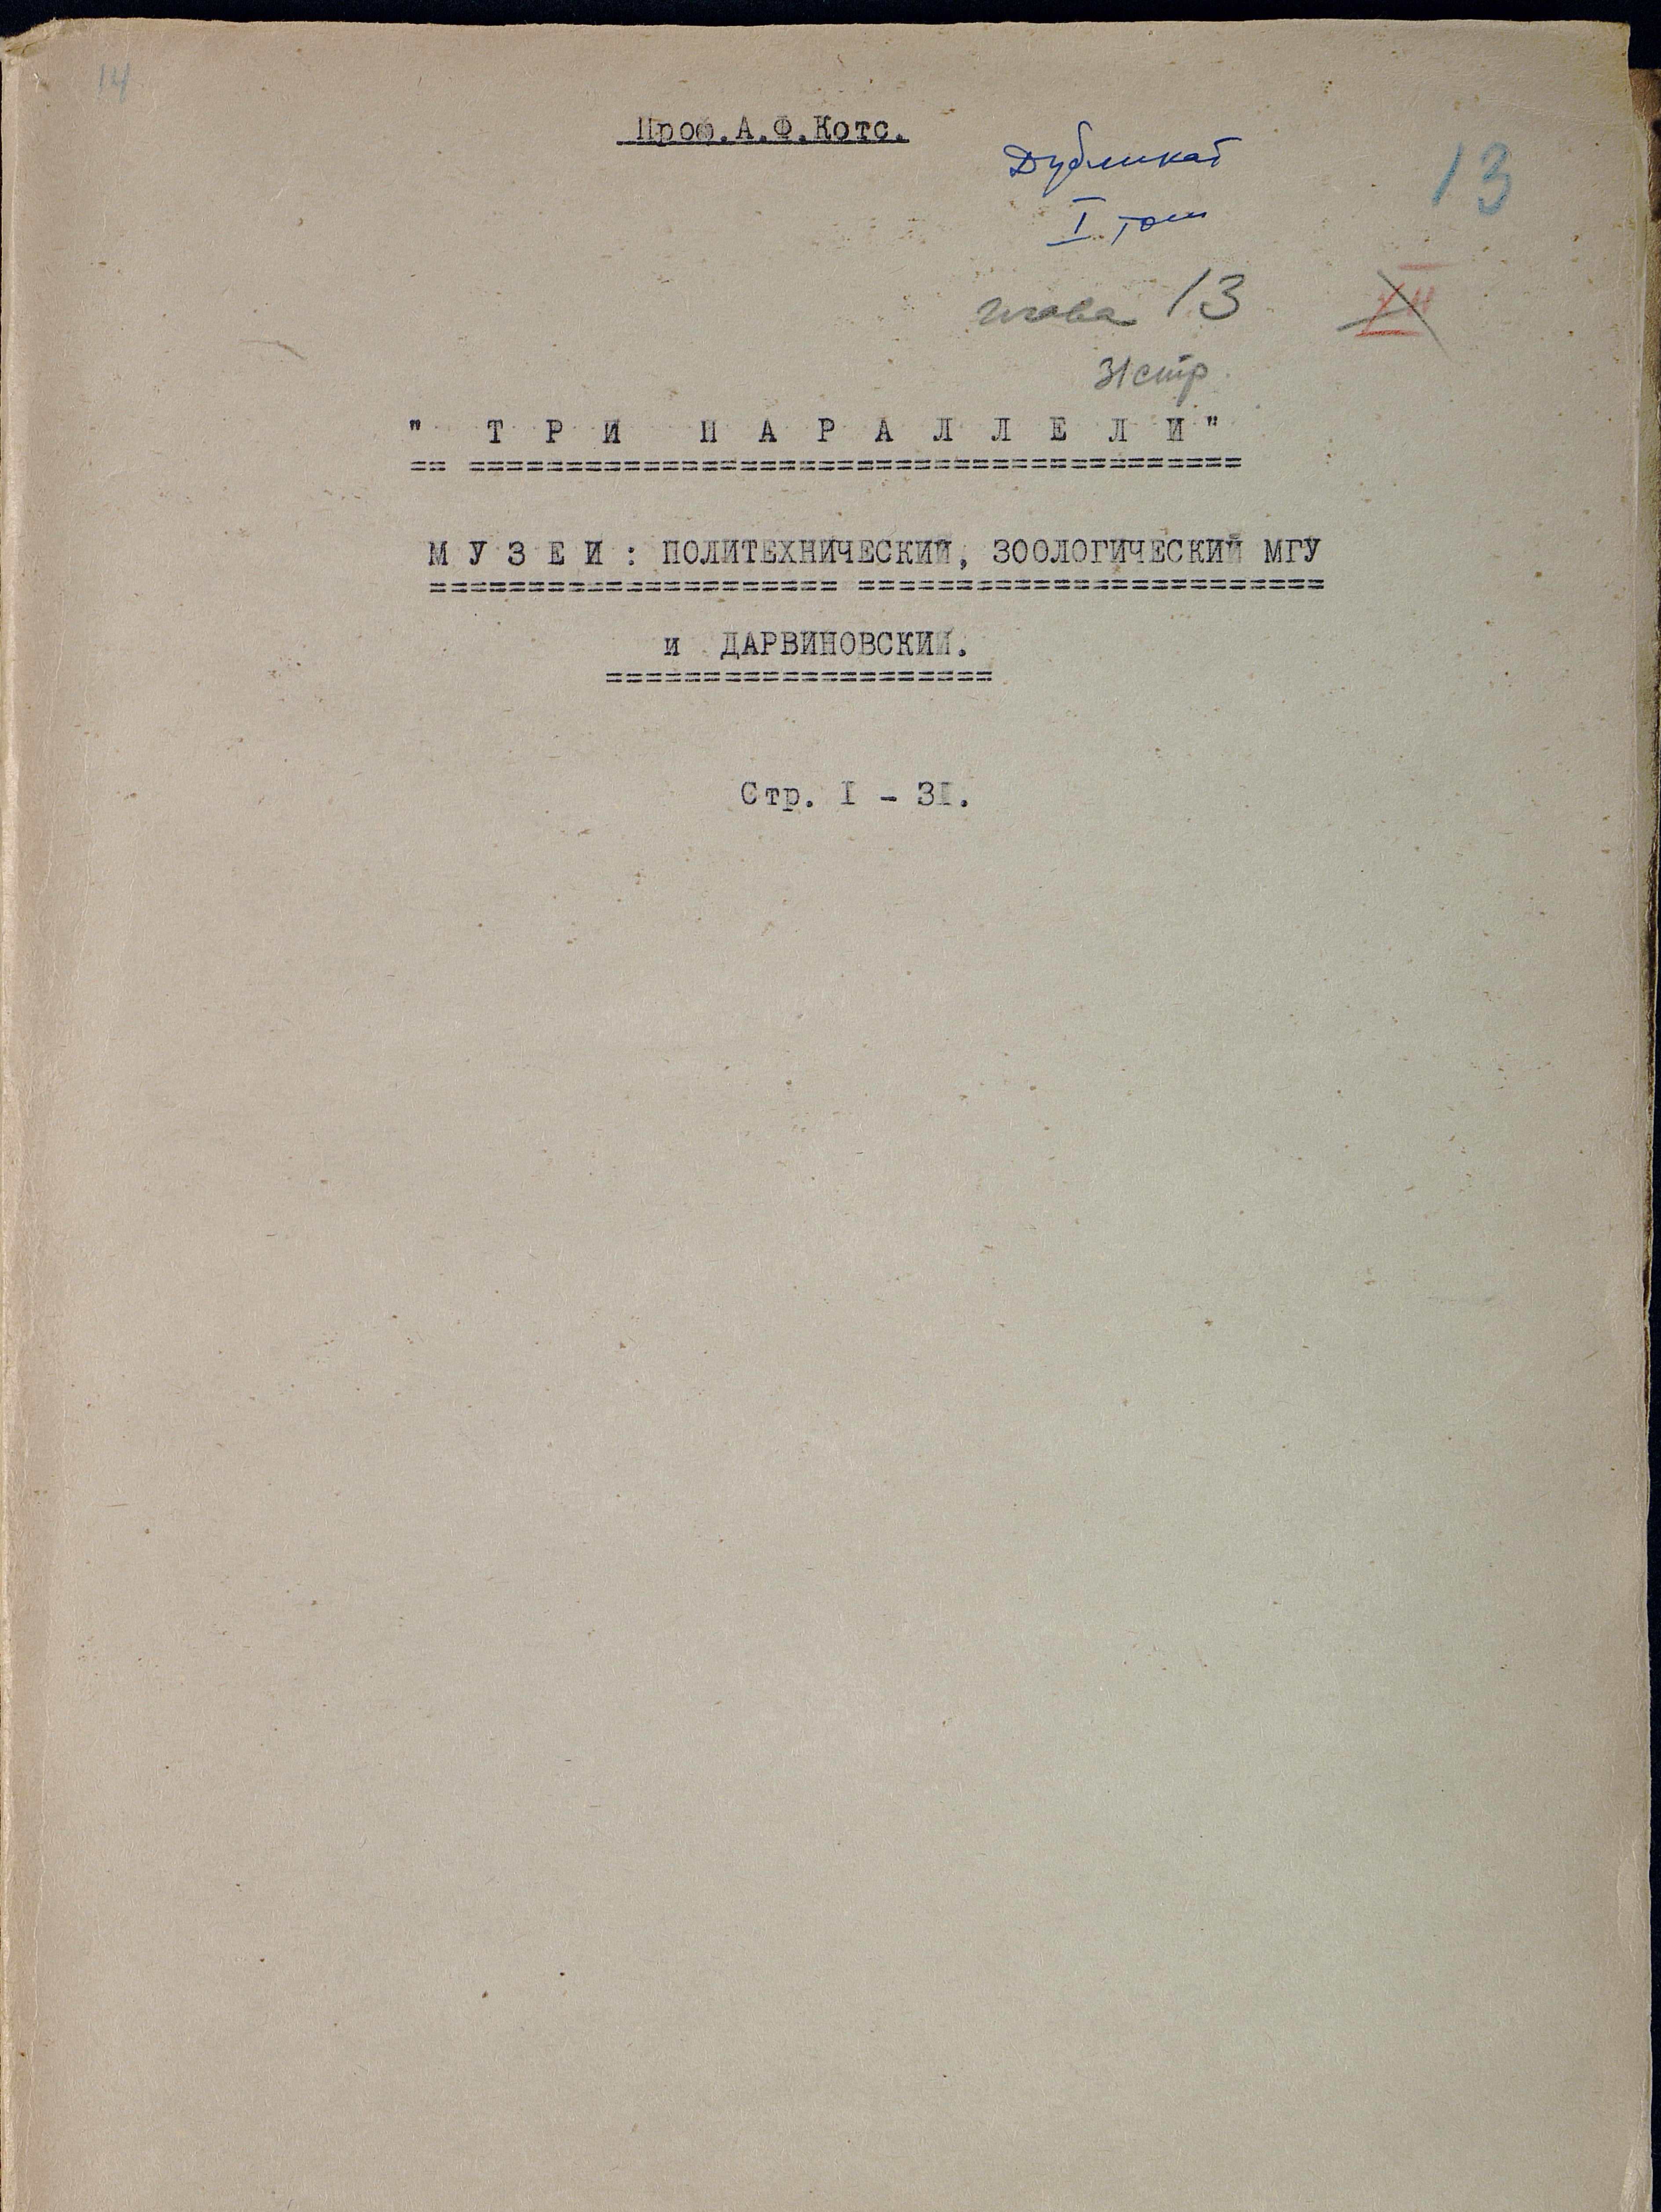 14
Проф.А.Ф.Котс.
Дубликат
I том
13
глава 13
31 стр.
" Т Р И П А Р А Л Л Е Л И"
== =======================================
М У З Е И : ПОЛИТЕХНИЧЕСКИЙ, ЗООЛОГИЧЕСКИЙ МГУ
===================== ========================
и ДАРВИНОВСКИЙ.
====================
Стр. I - 3I.